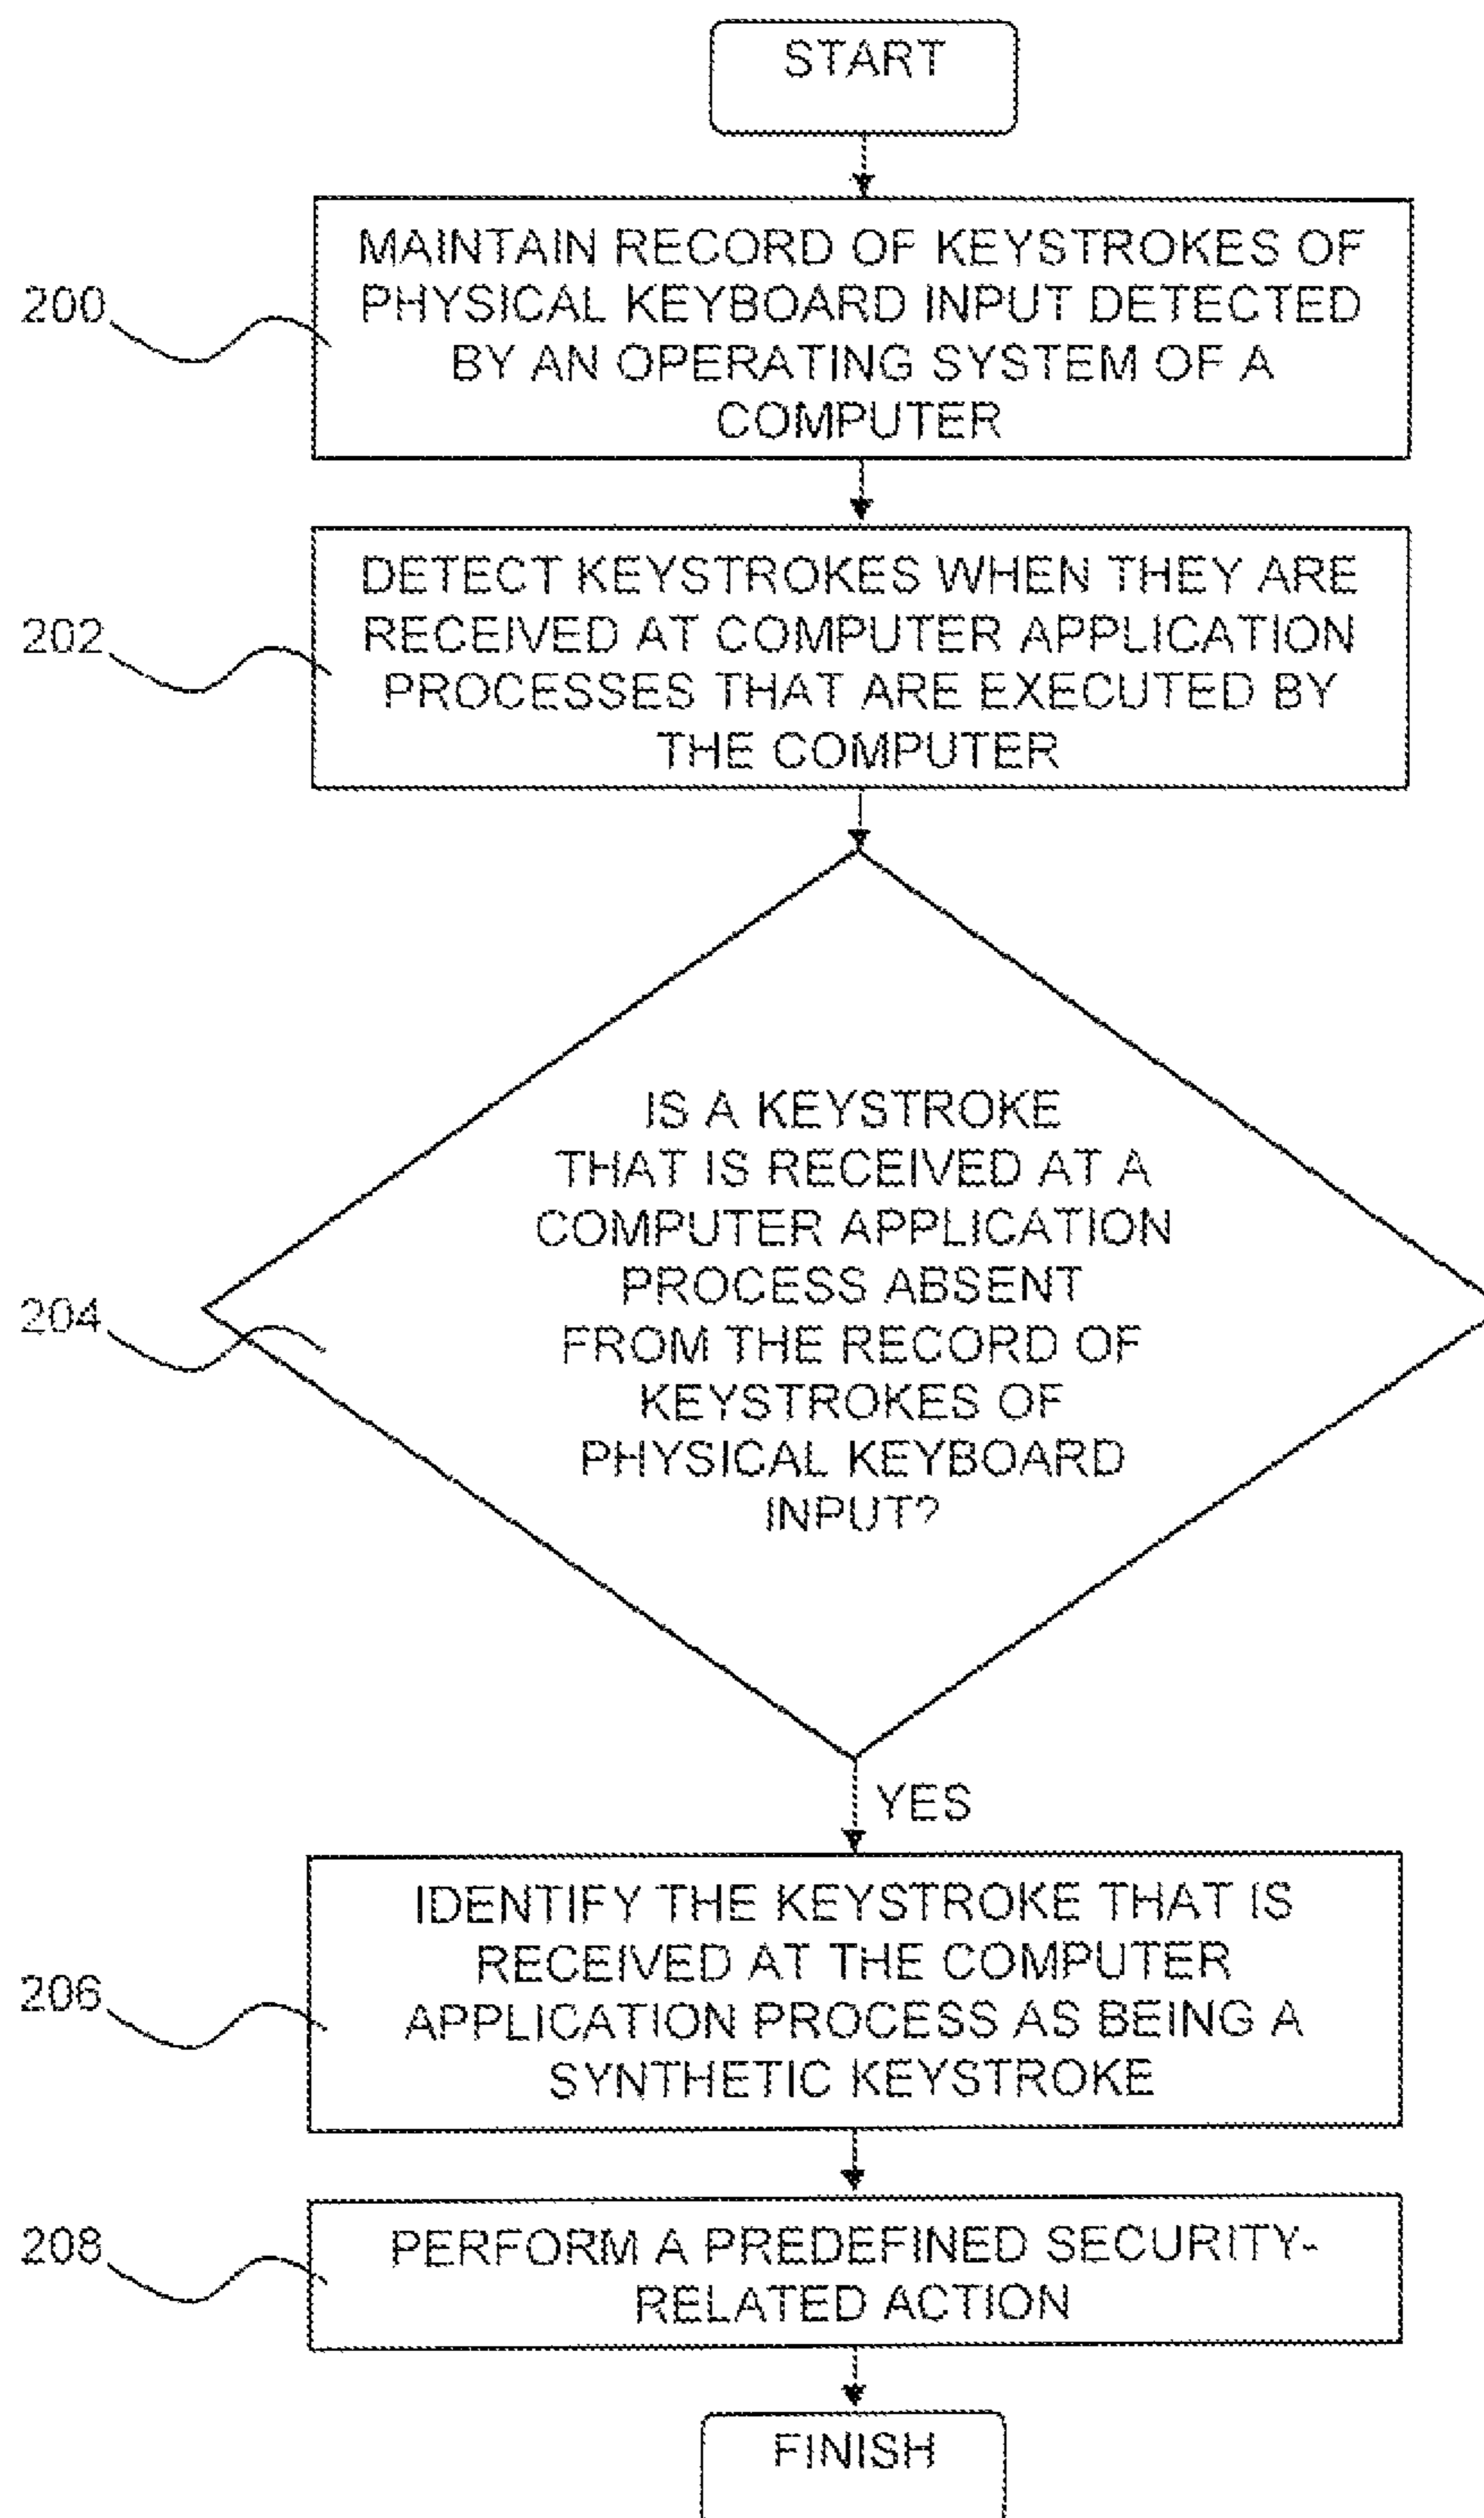 START
MAINTAIN RECORD OF KEYSTROKES OF
PHYSICAL KEYBOARD INPUT DETECTED
BY AN OPERATING SYSTEM OF A
COMPUTER
200
DETECT KEYSTROKES WHEN THEY ARE
RECEIVED AT COMPUTER APPLICATION
PROCESSES THAT ARE EXECUTED BY
THE COMPUTER
202
IS A KEYSTROKE
THAT IS RECEIVED AT A
COMPUTER APPLICATION
PROCESS ABSENT
FROM THE RECORD OF
KEYSTROKES OF
PHYSICAL KEYBOARD
INPUT?
204
YES
IDENTIFY THE KEYSTROKE THAT IS
RECEIVED AT THE COMPUTER
APPLICATION PROCESS AS BEING A
SYNTHETIC KEYSTROKE
206
PERFORM A PREDEFINED SECURITY-
RELATED ACTION
208
FINISH